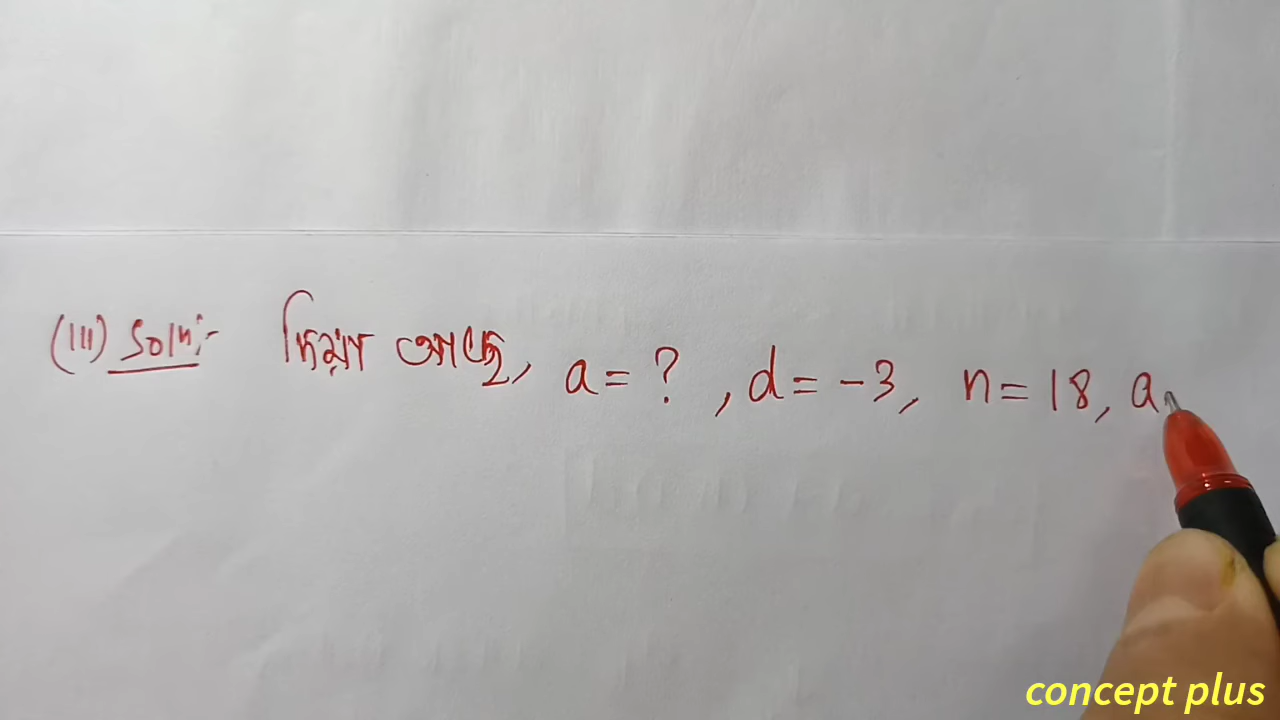 (iii) Soln:- দিয়া আছে, a = ? , d = -3, n = 18, a
concept plus